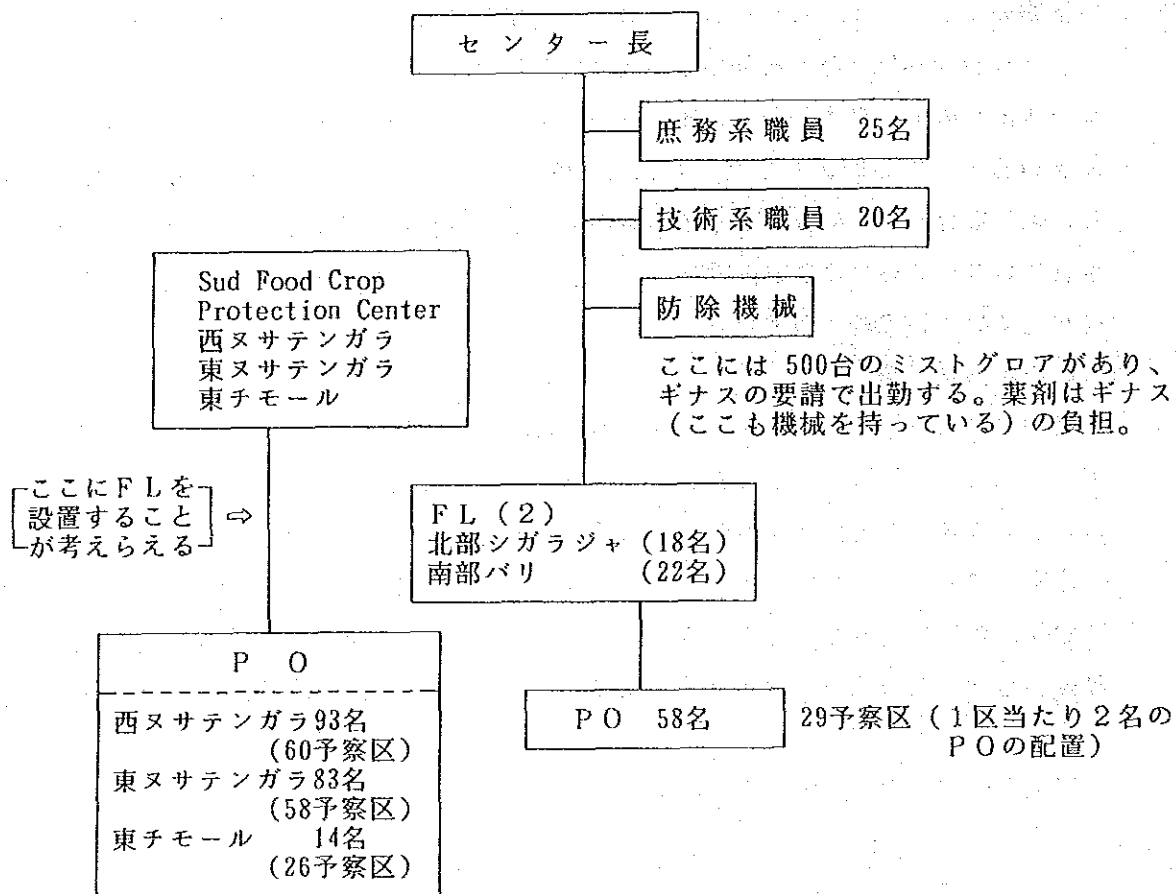 センター長
庶務系職員 25名
技術系職員 20名
防除機械
ここには 500台のミストグロアがあり、
ギナスの要請で出勤する。薬剤はギナス
(ここも機械を持っている)の負担。
Sud Food Crop
Protection Center
西ヌサテンガラ
東ヌサテンガラ
東チモール
ここにFLを
設置すること
が考えらえる
⇨
FL(2)
北部シガラジャ (18名)
南部バリ (22名)
PO
西ヌサテンガラ93名
(60予察区)
東ヌサテンガラ83名
(58予察区)
東チモール 14名
(26予察区)
PO 58名
29予察区(1区当たり2名の
POの配置)